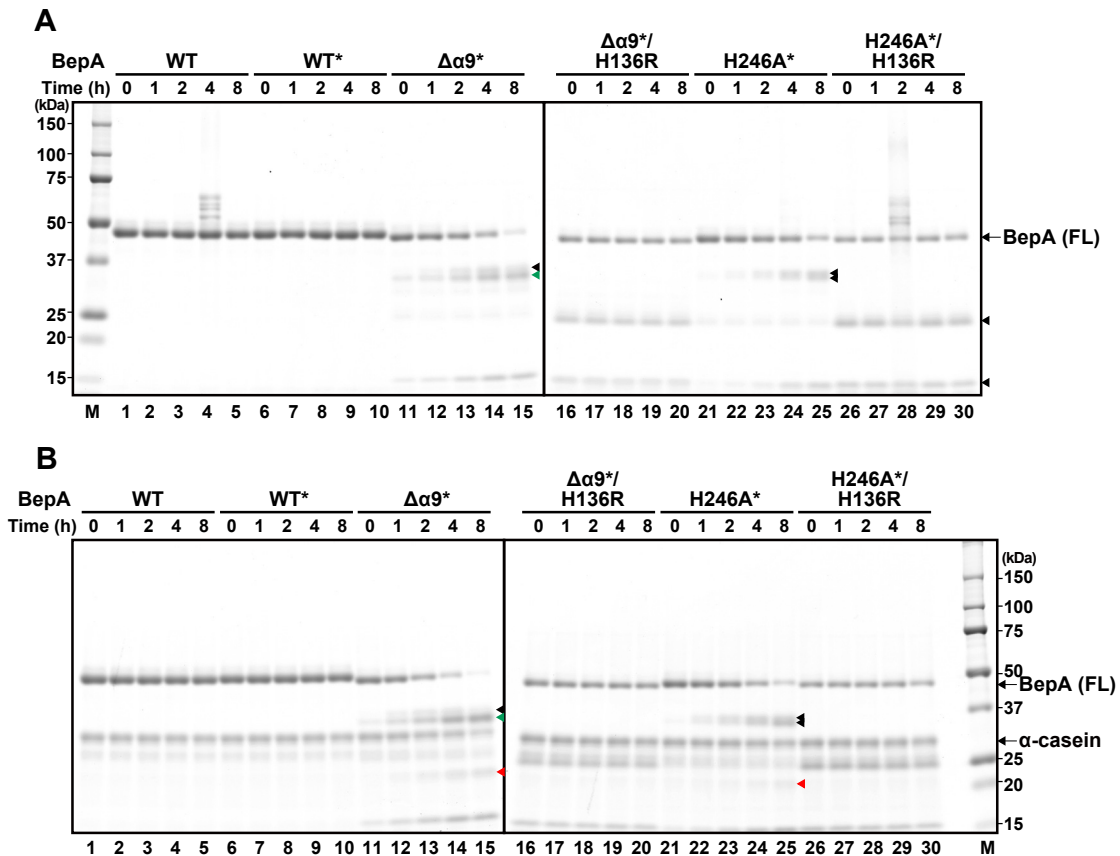 A
BepA WT WT* Δα9* Δα9*/H136R H246A* H246A*/H136R
Time (h) 0 1 2 4 8 0 1 2 4 8 0 1 2 4 8 0 1 2 4 8 0 1 2 4 8 0 1 2 4 8
(kDa)
150
100
75
50
BepA (FL)
37
25
20
15
M 1 2 3 4 5 6 7 8 9 10 11 12 13 14 15 16 17 18 19 20 21 22 23 24 25 26 27 28 29 30
B
BepA WT WT* Δα9* Δα9*/H136R H246A* H246A*/H136R
Time (h) 0 1 2 4 8 0 1 2 4 8 0 1 2 4 8 0 1 2 4 8 0 1 2 4 8 0 1 2 4 8
(kDa)
150
100
75
50
BepA (FL)
37
α-casein
25
20
15
1 2 3 4 5 6 7 8 9 10 11 12 13 14 15 16 17 18 19 20 21 22 23 24 25 26 27 28 29 30 M